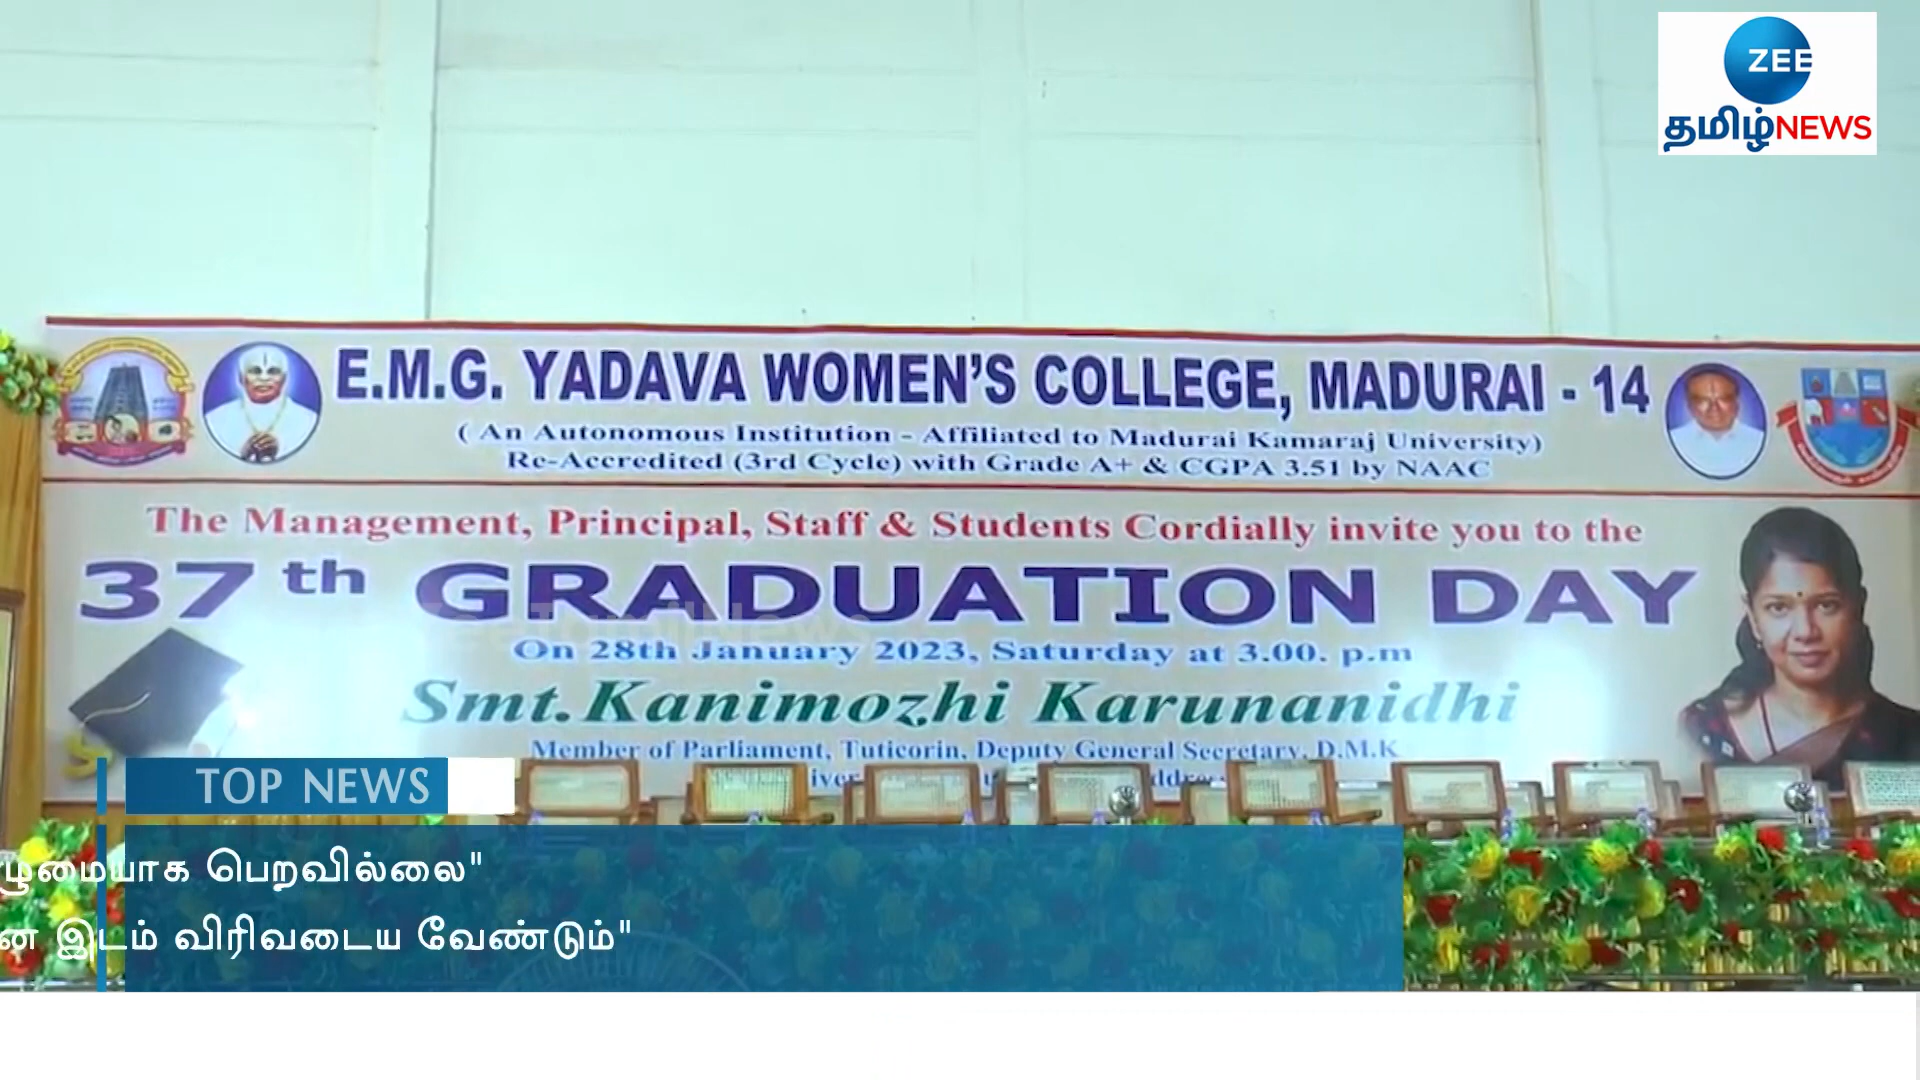 ZEE
தமிழ்NEWS
E.M.G. YADAVA WOMEN'S COLLEGE, MADURAI - 14
( An Autonomous Institution - Affiliated to Madurai Kamaraj University)
Re-Accredited (3rd Cycle) with Grade A+ & CGPA 3.51 by NAAC
The Management, Principal, Staff & Students Cordially invite you to the
37th GRADUATION DAY
ZeeTamilNews
On 28th January 2023, Saturday at 3.00. p.m
Smt.Kanimozhi Karunanidhi
Member of Parliament, Tuticorin, Deputy General Secretary, D.M.K
TOP NEWS
பெறவில்லை"
இடம் விரிவடைய வேண்டும்"